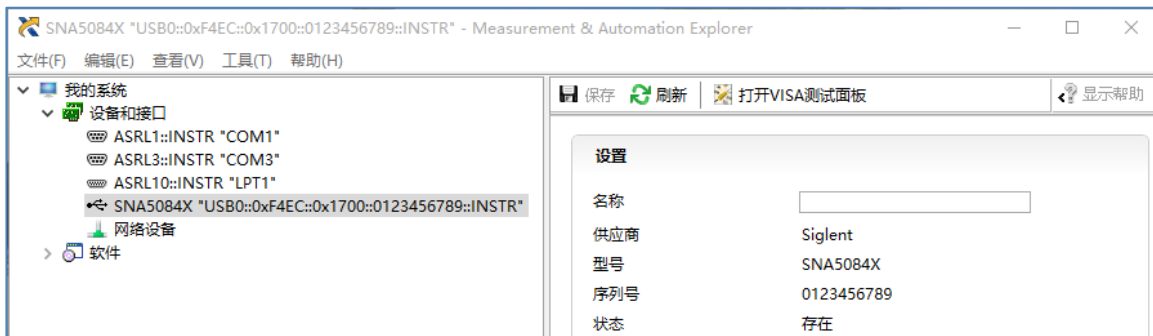 SNA5084X "USB0::0xF4EC::0x1700::0123456789::INSTR" - Measurement & Automation Explorer
文件(F) 编辑(E) 查看(V) 工具(T) 帮助(H)
我的系统
设备和接口
ASRL1::INSTR "COM1"
ASRL3::INSTR "COM3"
ASRL10::INSTR "LPT1"
SNA5084X "USB0::0xF4EC::0x1700::0123456789::INSTR"
网络设备
软件
保存 刷新 打开VISA测试面板 显示帮助
设置
名称
供应商 Siglent
型号 SNA5084X
序列号 0123456789
状态 存在